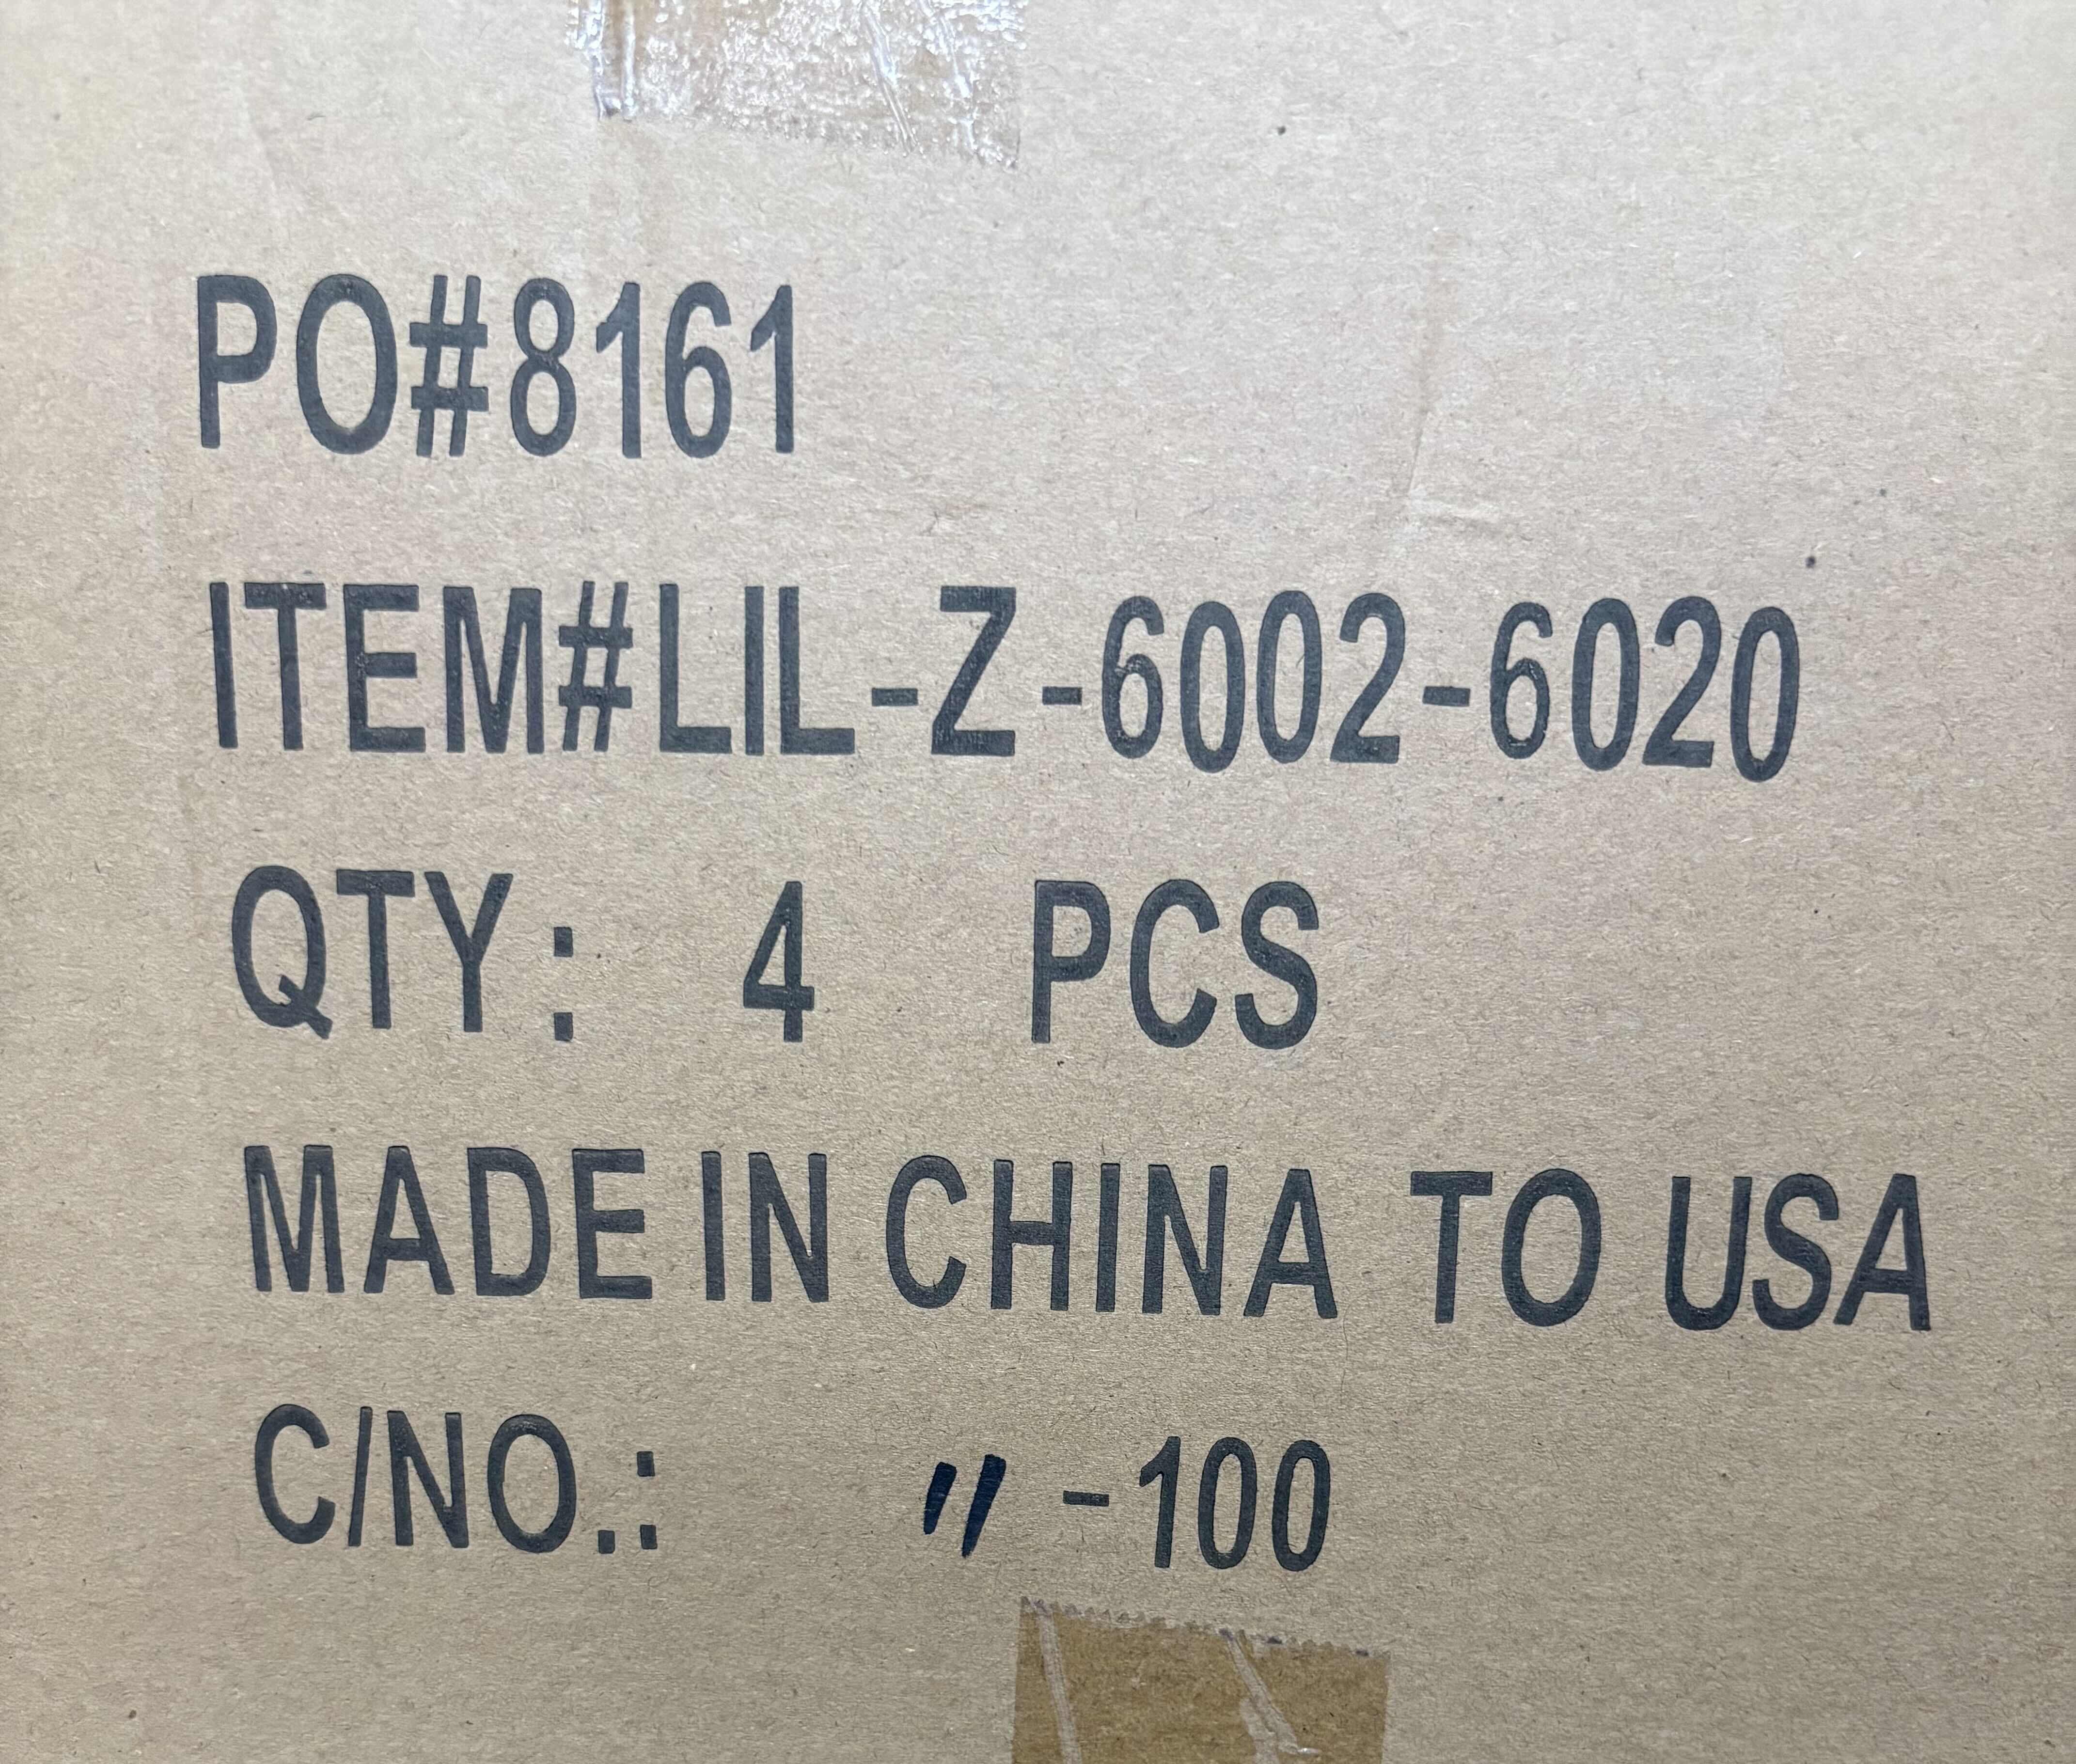 PO#8161
ITEM#LIL-Z-6002-6020
QTY: 4 PCS
MADE IN CHINA TO USA
C/NO.: 11 -100